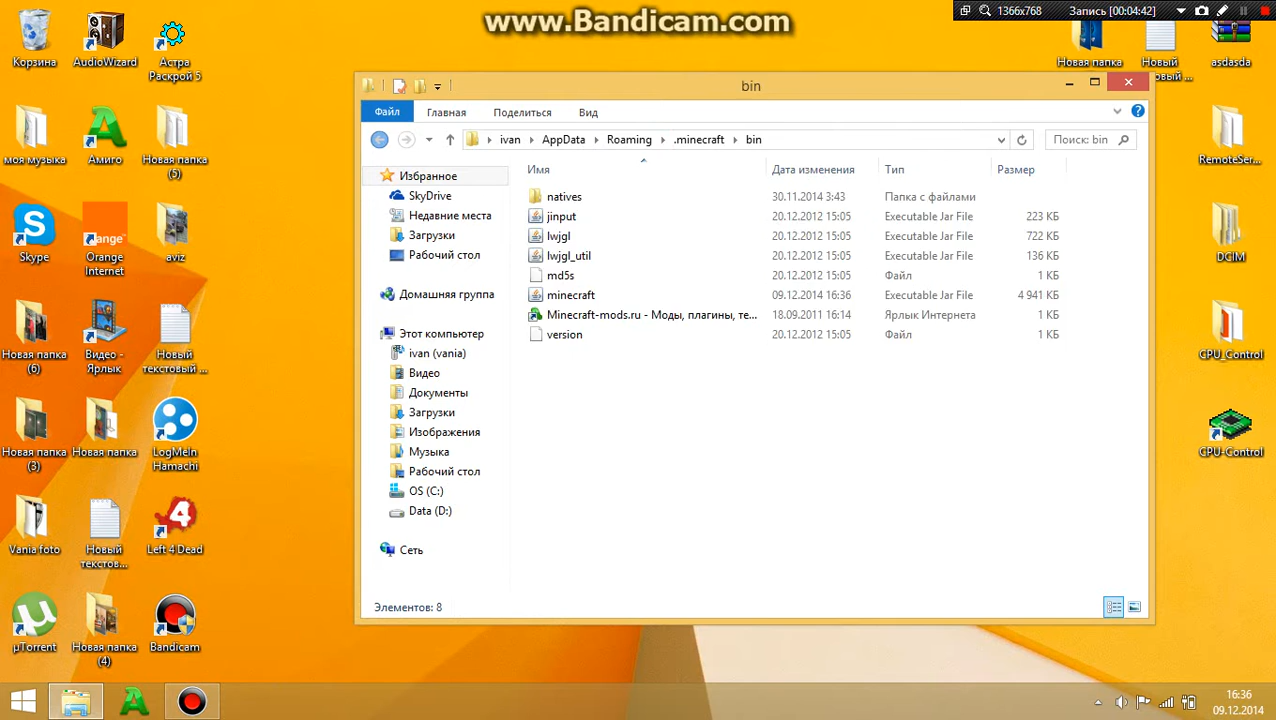 www.Bandicam.com
1366x768
Запись [00:04:42]
Корзина
AudioWizard
Астра
Раскрой 5
моя музыка
Амиго
Новая папка
(5)
Skype
Orange
Internet
aviz
Новая папка
(6)
Видео -
Ярлык
Новый
текстовый ...
Новая папка
(3)
Новая папка
LogMeIn
Hamachi
Vania foto
Новый
текстов...
Left 4 Dead
µTorrent
Новая папка
(4)
Bandicam
Новая папка
Новый
asdasda
RemoteSer...
DCIM
CPU_Control
CPU-Control
bin
Файл
Главная
Поделиться
Вид
ivan
AppData
Roaming
.minecraft
bin
Поиск: bin
Имя
Дата изменения
Тип
Размер
Избранное
SkyDrive
Недавние места
Загрузки
Рабочий стол
Домашняя группа
Этот компьютер
ivan (vania)
Видео
Документы
Загрузки
Изображения
Музыка
Рабочий стол
OS (C:)
Data (D:)
Сеть
natives 30.11.2014 3:43 Папка с файлами
jinput 20.12.2012 15:05 Executable Jar File 223 КБ
lwjgl 20.12.2012 15:05 Executable Jar File 722 КБ
lwjgl_util 20.12.2012 15:05 Executable Jar File 136 КБ
md5s 20.12.2012 15:05 Файл 1 КБ
minecraft 09.12.2014 16:36 Executable Jar File 4 941 КБ
Minecraft-mods.ru - Моды, плагины, те... 18.09.2011 16:14 Ярлык Интернета 1 КБ
version 20.12.2012 15:05 Файл 1 КБ
Элементов: 8
16:36
09.12.2014